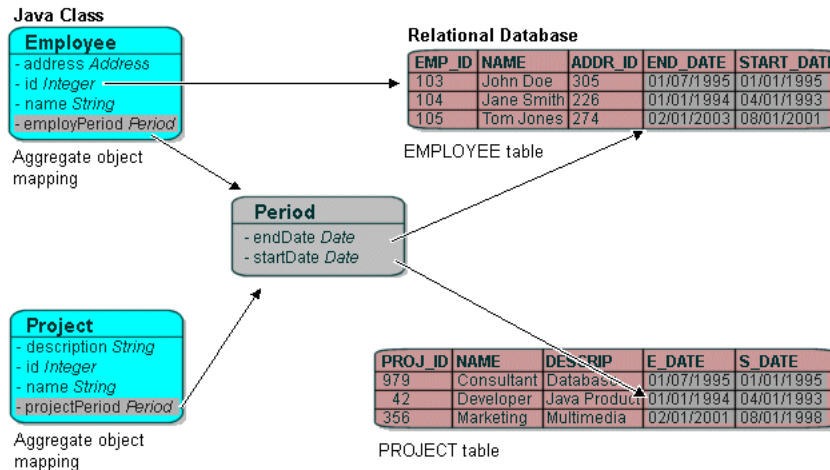 Java Class
Employee
- address Address
- id Integer
- name String
- employPeriod Period
Aggregate object
mapping
Relational Database
EMP_ID NAME ADDR_ID END_DATE START_DATE
103 John Doe 305 01/07/1995 01/01/1995
104 Jane Smith 226 01/01/1994 04/01/1993
105 Tom Jones 274 02/01/2003 08/01/2001
EMPLOYEE table
Period
- endDate Date
- startDate Date
Project
- description String
- id Integer
- name String
- projectPeriod Period
Aggregate object
mapping
PROJ_ID NAME DESCRIP E_DATE S_DATE
979 Consultant Database 01/07/1995 01/01/1995
42 Developer Java Product 01/01/1994 04/01/1993
356 Marketing Multimedia 02/01/2001 08/01/1998
PROJECT table